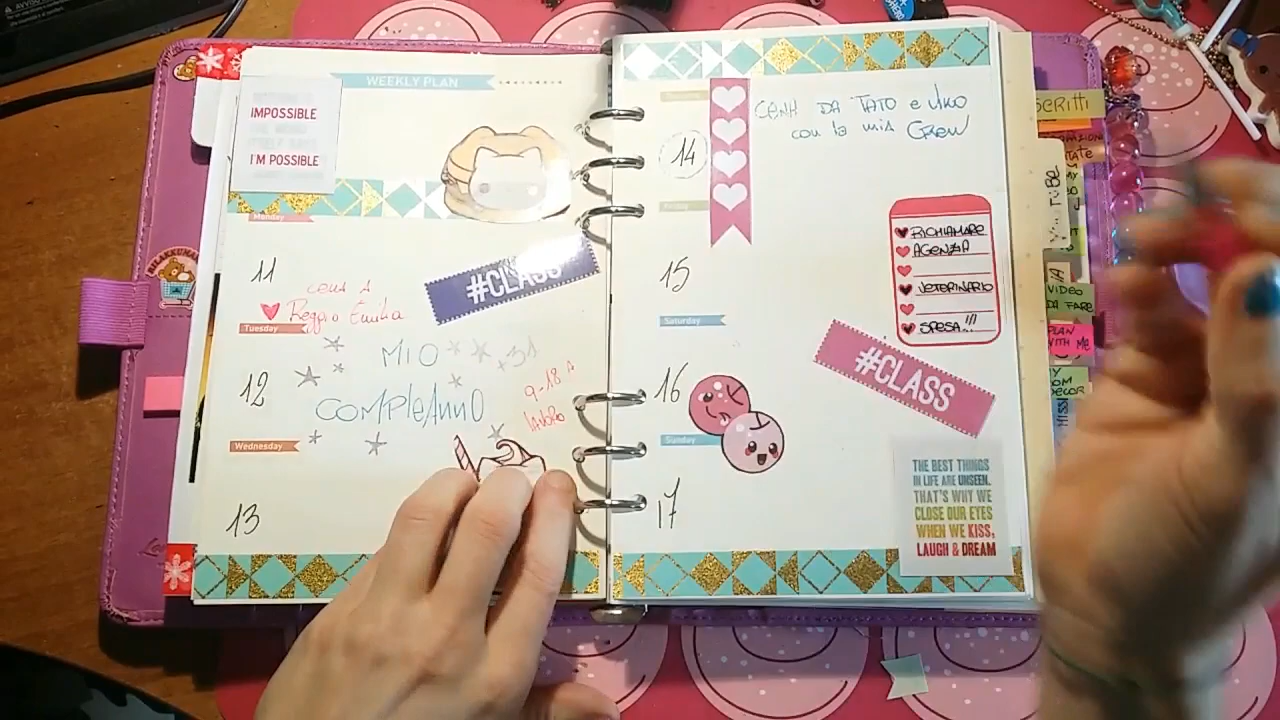 WEEKLY PLAN
IMPOSSIBLE
I'M POSSIBLE
Monday
11
#CLASS
cena a
Reggio Emilia
Tuesday
MIO
+31
12
COMPLEANNO
9-18
lavoro
Wednesday
13
CENA DA TATO e VIKO
con la mia CREW
14
Friday
RICHIAMARE
AGENZIA
VETERINARIO
SPESA!!!
15
Saturday
#CLASS
16
Sunday
17
THE BEST THINGS
IN LIFE ARE UNSEEN.
THAT'S WHY WE
CLOSE OUR EYES
WHEN WE KISS,
LAUGH & DREAM
VIDEO
DA FARE
PLAN
WITH ME
RILAKKUMA